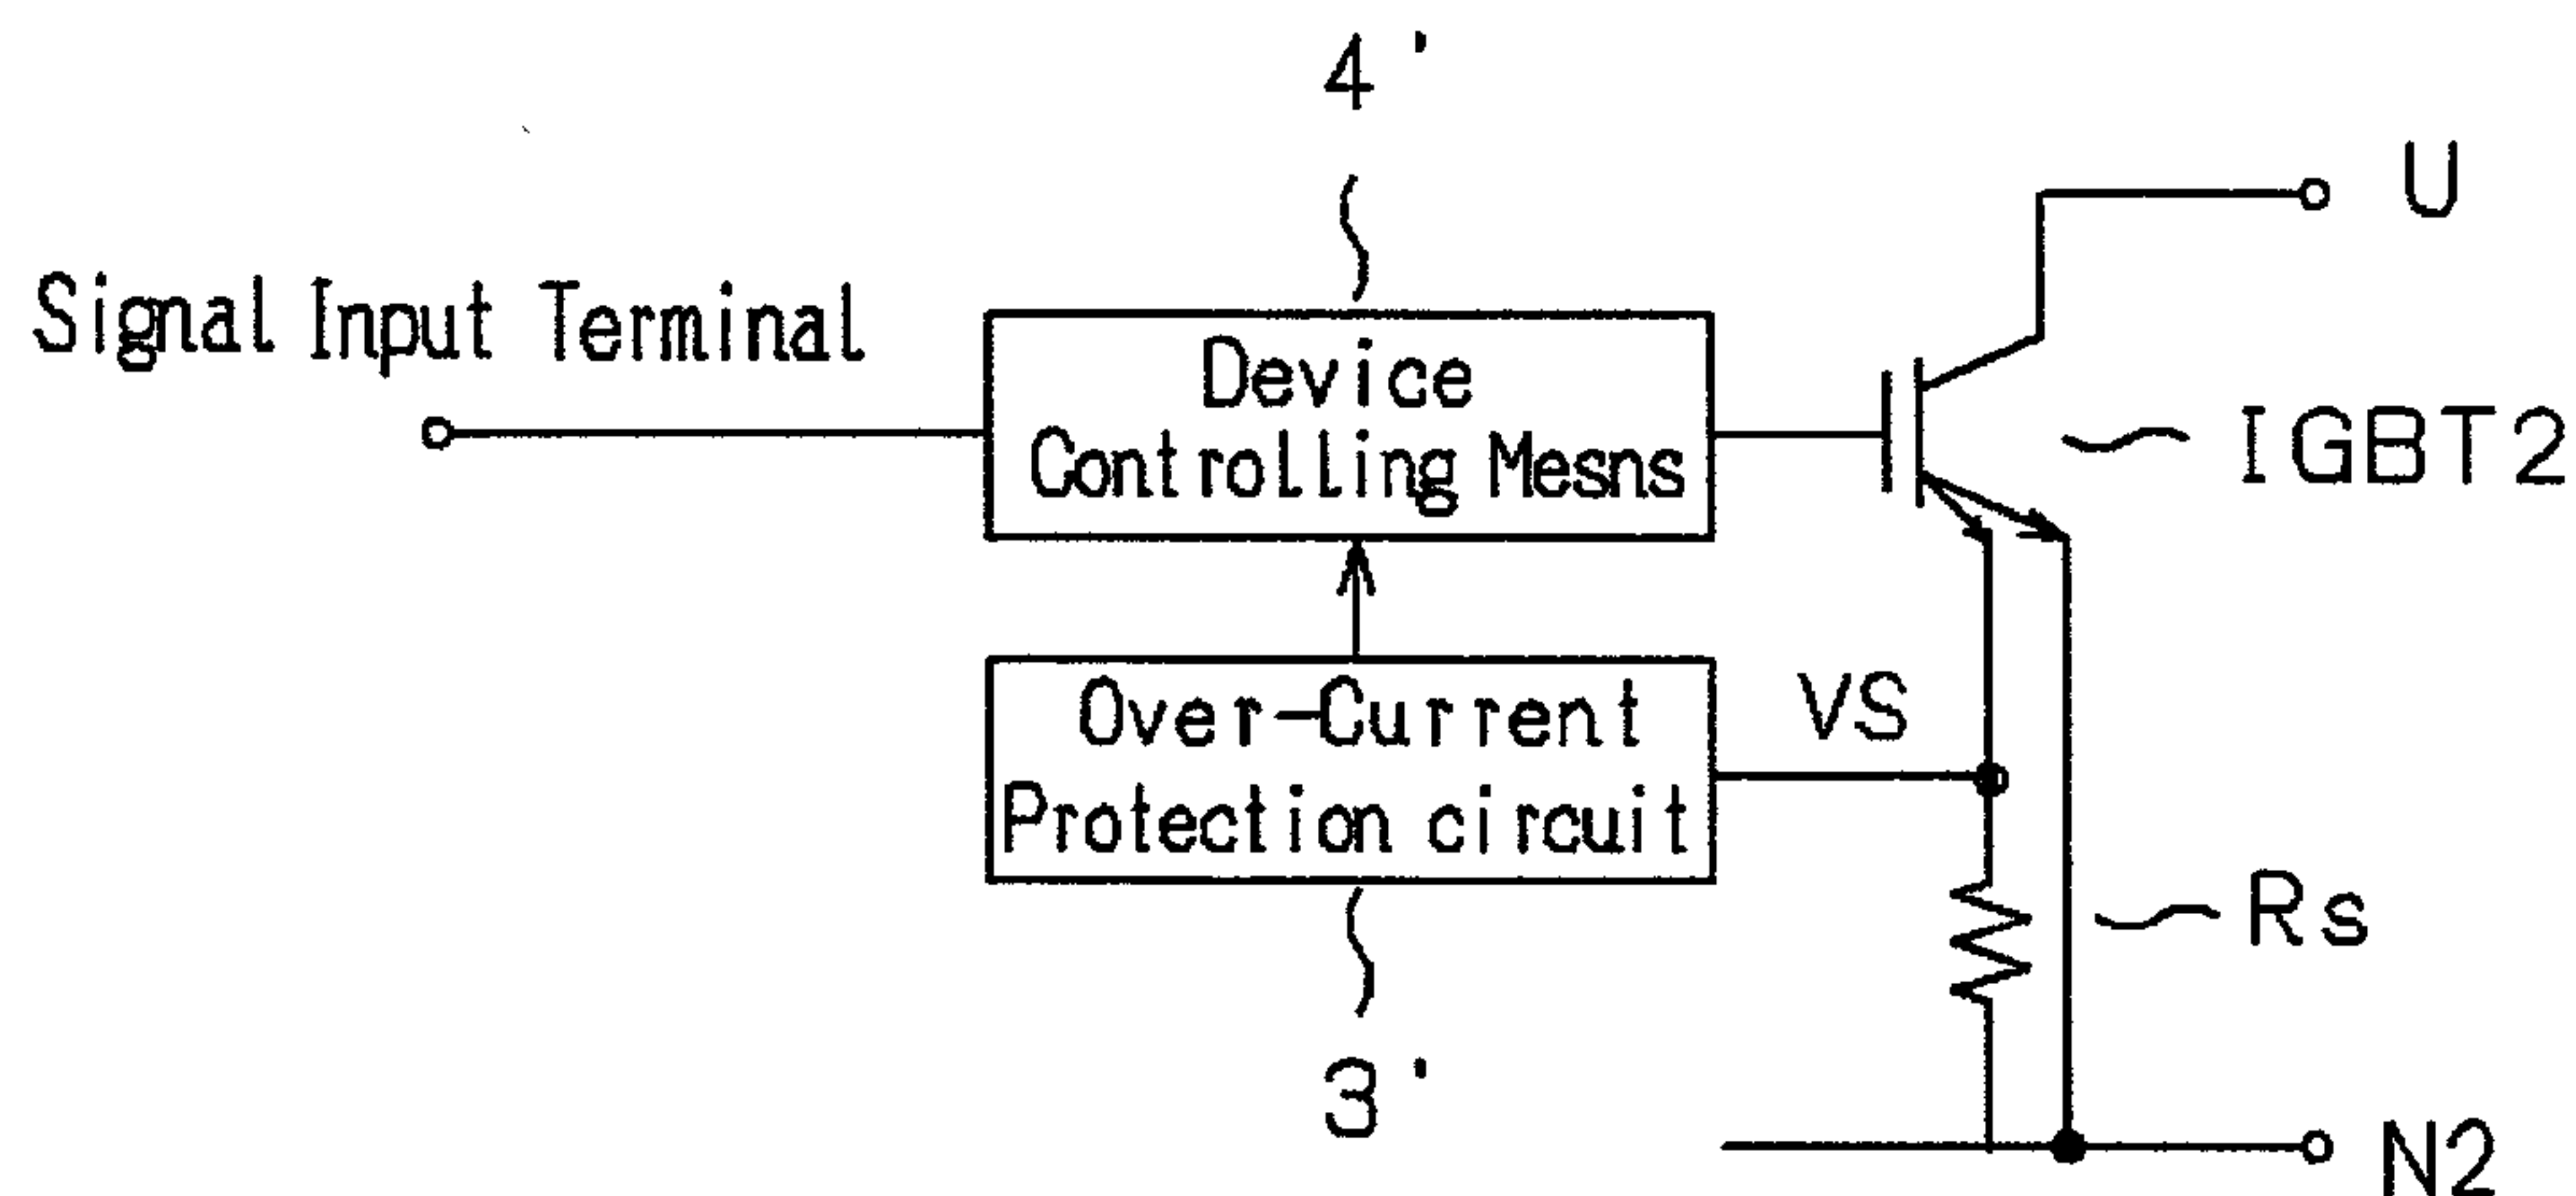 4'
U
Signal Input Terminal
Device
Controlling Mesns
IGBT2
Over-Current
Protection circuit
VS
Rs
3'
N2